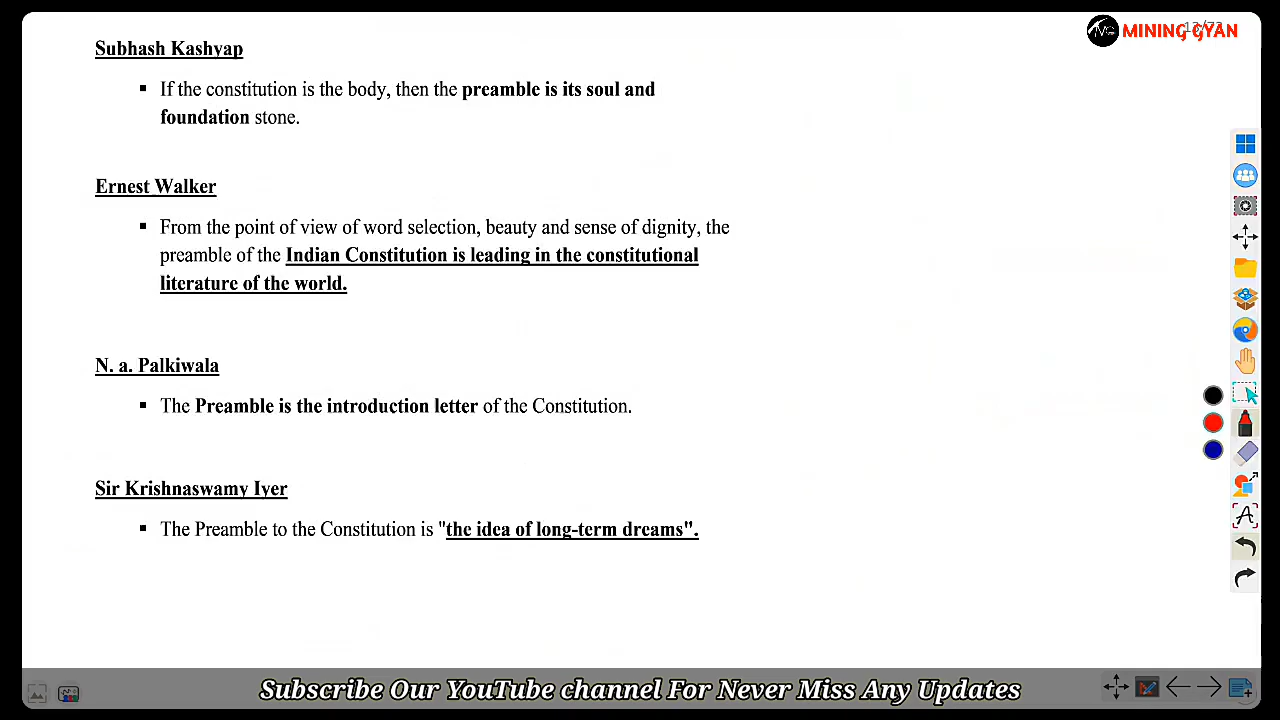 MINING GYAN
Subhash Kashyap
▪ If the constitution is the body, then the preamble is its soul and
foundation stone.
Ernest Walker
▪ From the point of view of word selection, beauty and sense of dignity, the
preamble of the Indian Constitution is leading in the constitutional
literature of the world.
N. a. Palkiwala
▪ The Preamble is the introduction letter of the Constitution.
Sir Krishnaswamy Iyer
▪ The Preamble to the Constitution is "the idea of long-term dreams".
Subscribe Our YouTube channel For Never Miss Any Updates